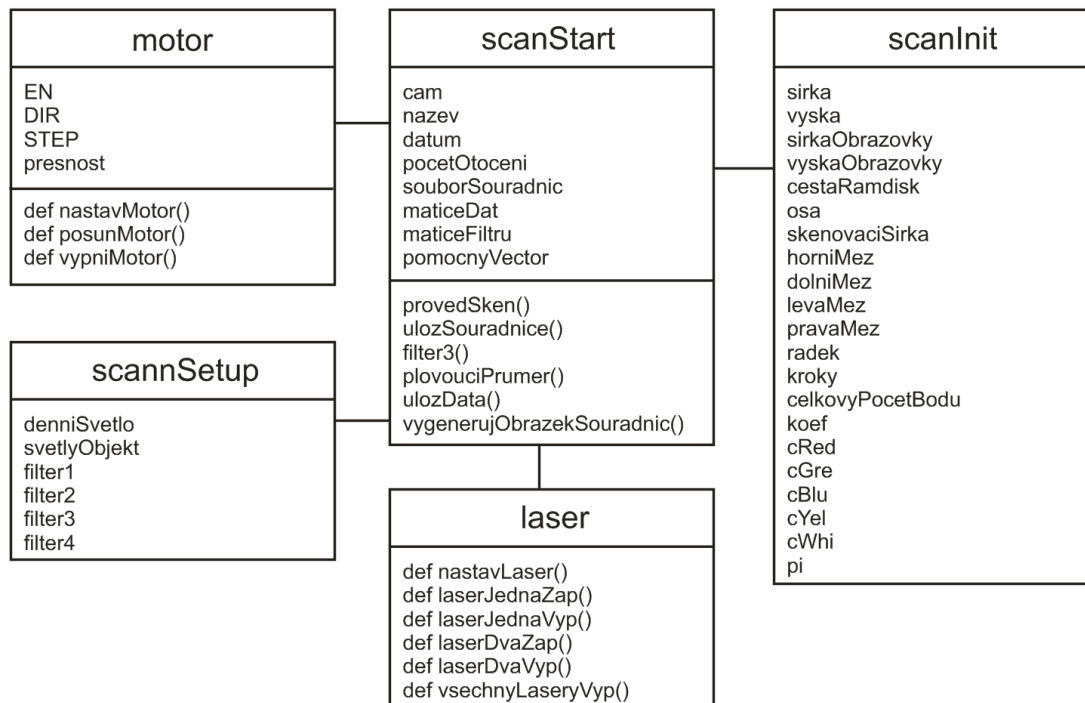 motor
EN
DIR
STEP
presnost
def nastavMotor()
def posunMotor()
def vypniMotor()
scannSetup
denniSvetlo
svetlyObjekt
filter1
filter2
filter3
filter4
scanStart
cam
nazev
datum
pocetOtoceni
souborSouradnic
maticeDat
maticeFiltru
pomocnyVector
provedSken()
ulozSouradnice()
filter3()
plovouciPrumer()
ulozData()
vygenerujObrazekSouradnic()
laser
def nastavLaser()
def laserJednaZap()
def laserJednaVyp()
def laserDvaZap()
def laserDvaVyp()
def vsechnyLaseryVyp()
scanInit
sirka
vyska
sirkaObrazovky
vyskaObrazovky
cestaRamdisk
osa
skenovaciSirka
horniMez
dolniMez
levaMez
pravaMez
radek
kroky
celkovyPocetBodu
koef
cRed
cGre
cBlu
cYel
cWhi
pi